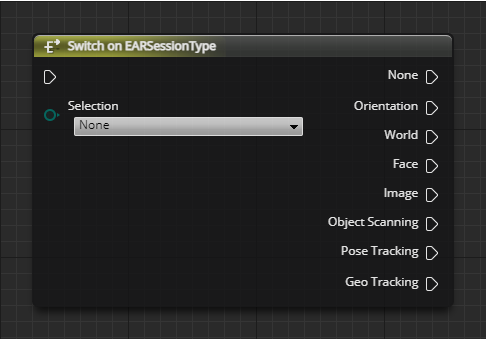 Switch on EARSessionType
None
Orientation
Selection
None
World
Face
Image
Object Scanning
Pose Tracking
Geo Tracking